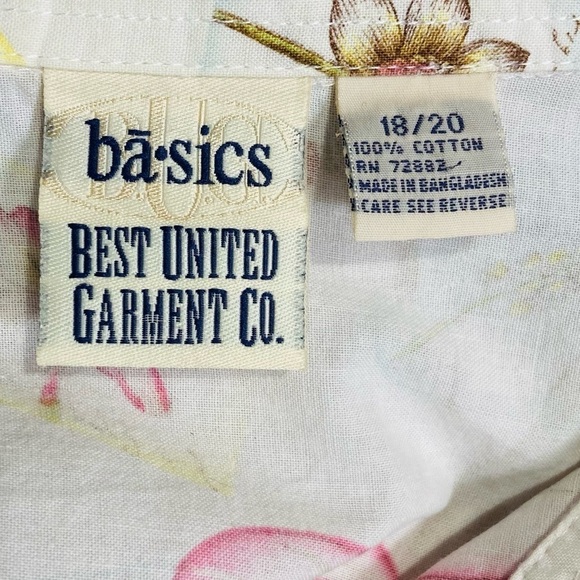 bā·sics
BEST UNITED
GARMENT CO.
18/20
100% COTTON
RN 72882
MADE IN BANGLADESH
CARE SEE REVERSE